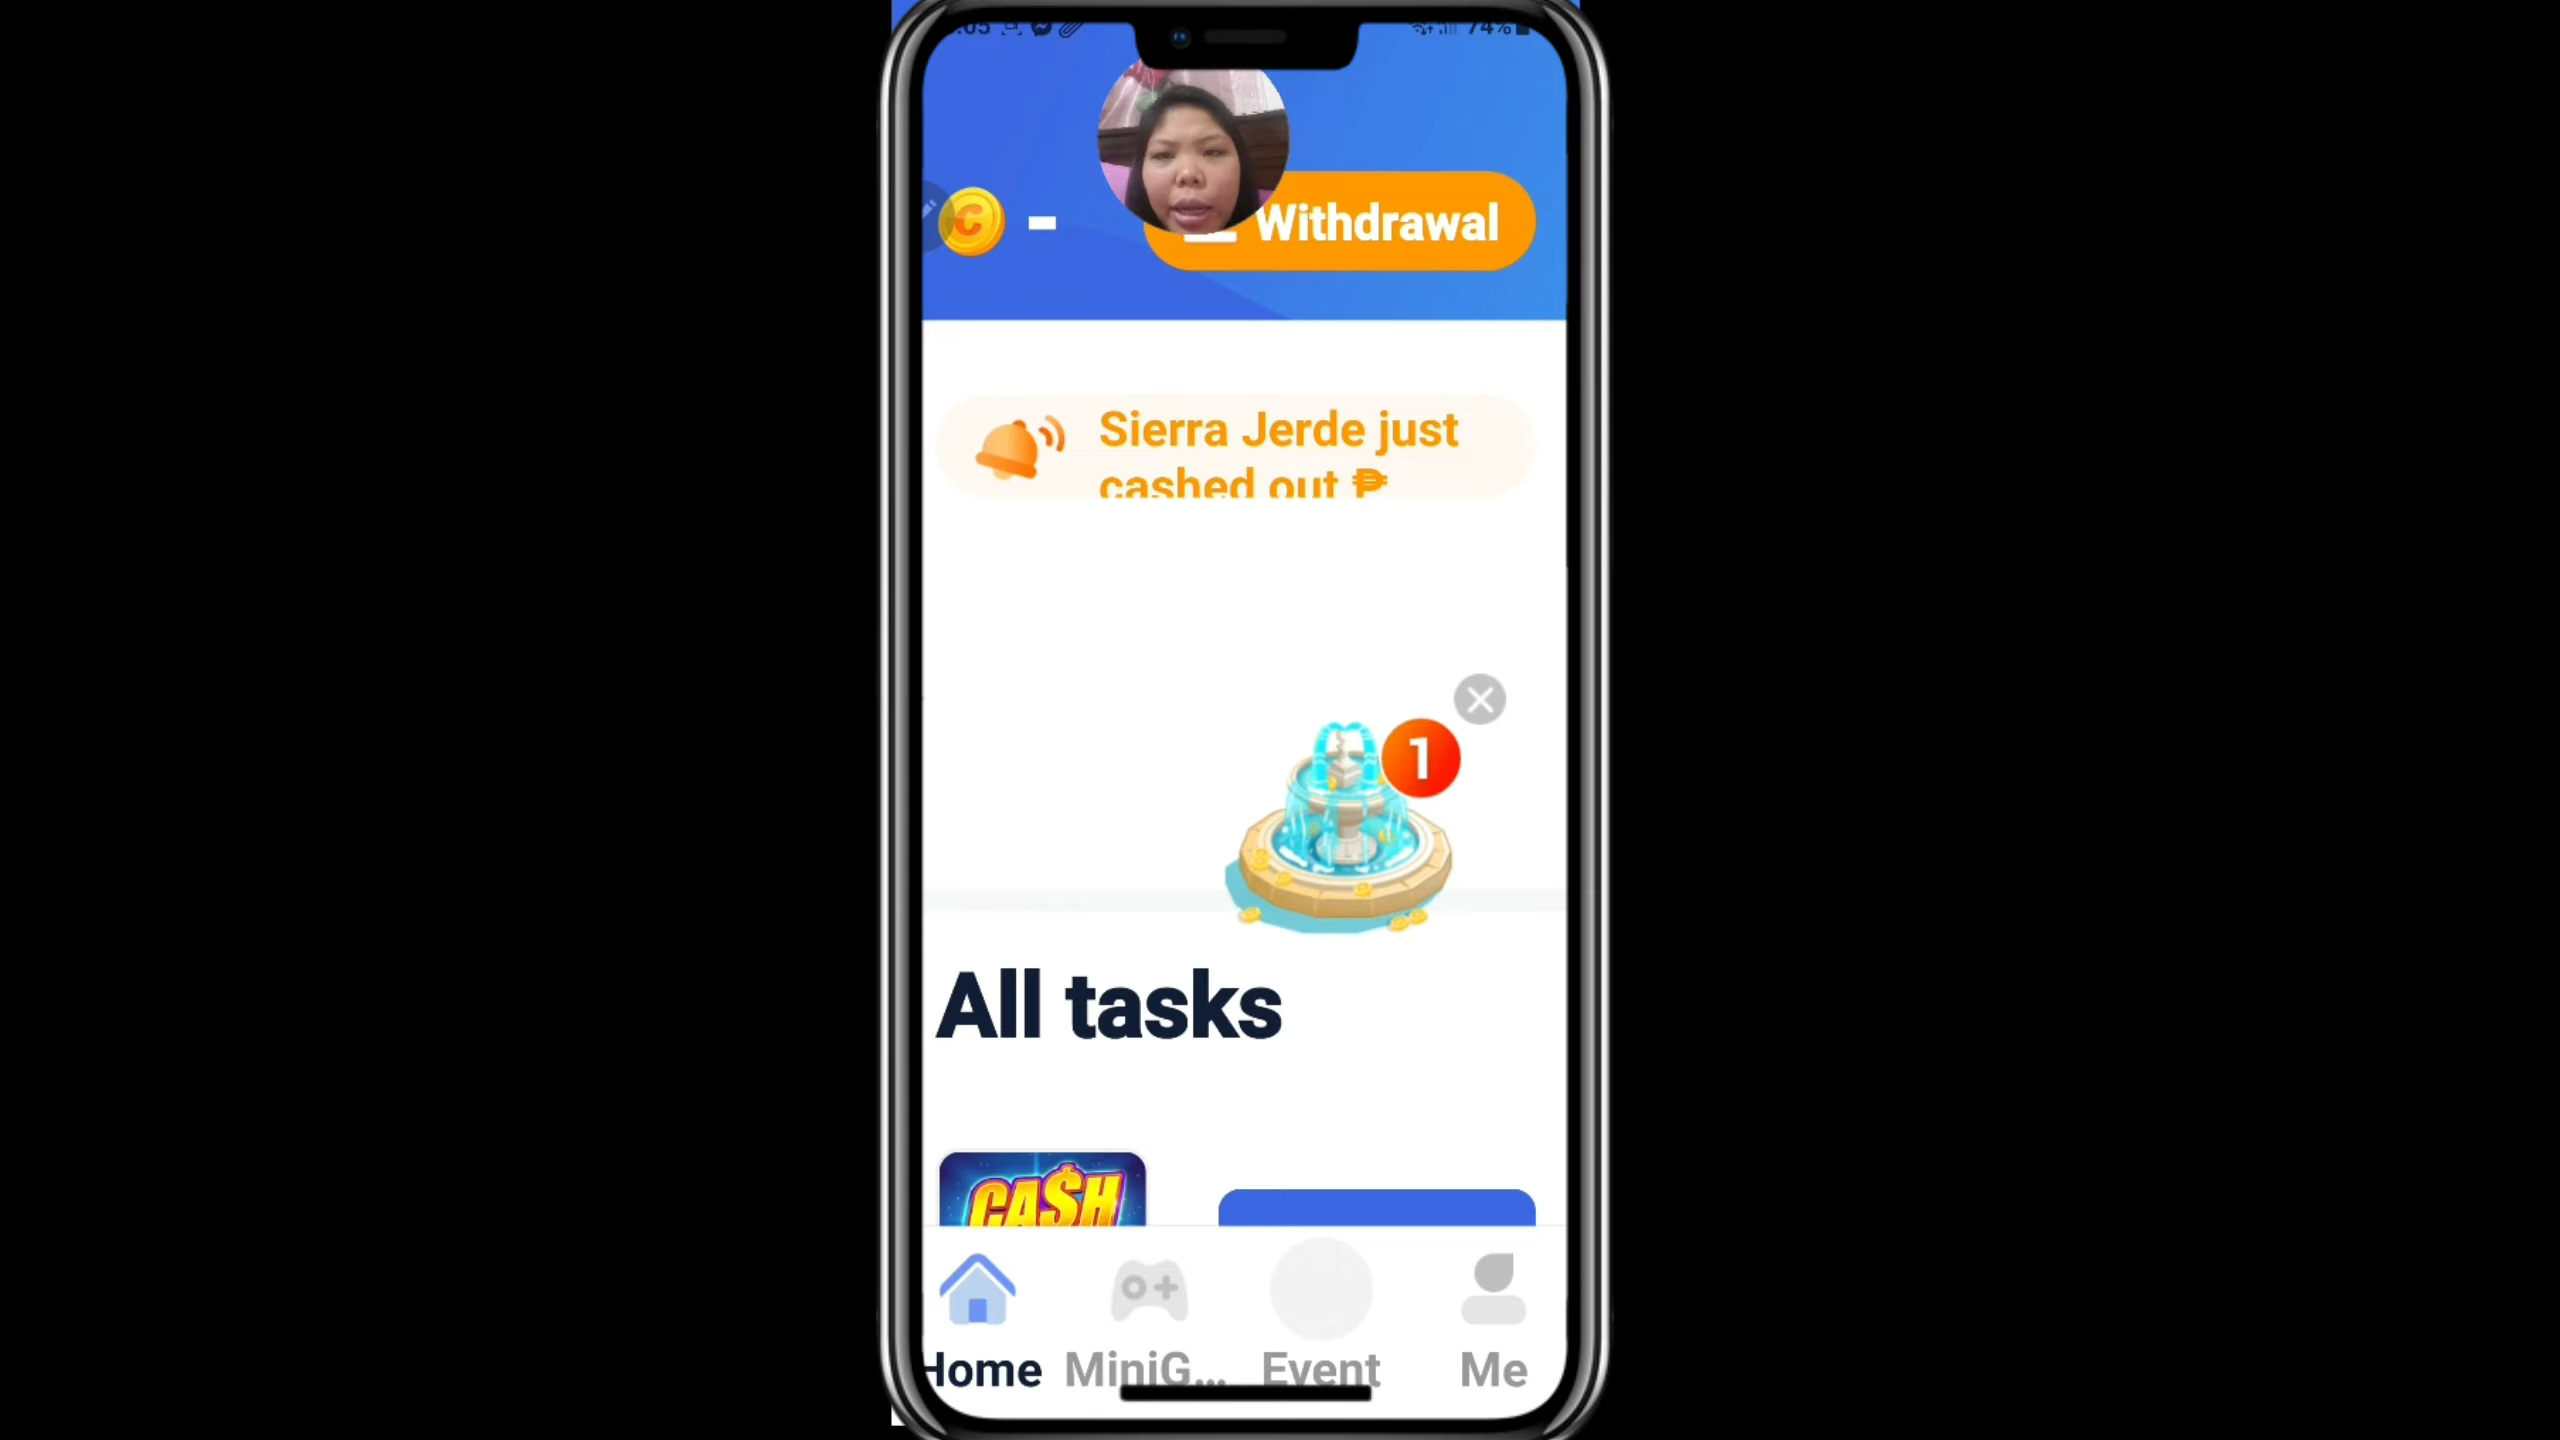 74%
Withdrawal
Sierra Jerde just
cashed out ₱
1
All tasks
CA$H
Home
MiniG...
Event
Me